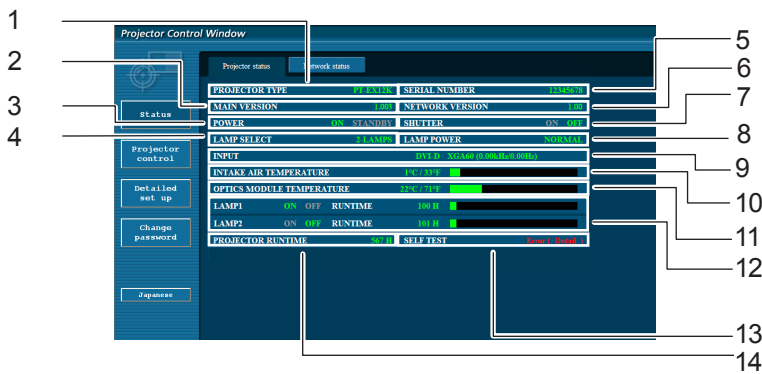 Projector Control Window
Projector status
Network status
Status
Projector
control
Detailed
set up
Change
password
Japanese
PROJECTOR TYPE PT-EX12K SERIAL NUMBER 12345678
MAIN VERSION 1.003 NETWORK VERSION 1.00
POWER ON STANDBY SHUTTER ON OFF
LAMP SELECT 2-LAMPS LAMP POWER NORMAL
INPUT DVI-D XGA60 (0.00kHz/0.00Hz)
INTAKE AIR TEMPERATURE 1°C / 33°F
OPTICS MODULE TEMPERATURE 22°C / 71°F
LAMP1 ON OFF RUNTIME 100 H
LAMP2 ON OFF RUNTIME 101 H
PROJECTOR RUNTIME 567 H SELF TEST Error ( Detail )
1
2
3
4
5
6
7
8
9
10
11
12
13
14